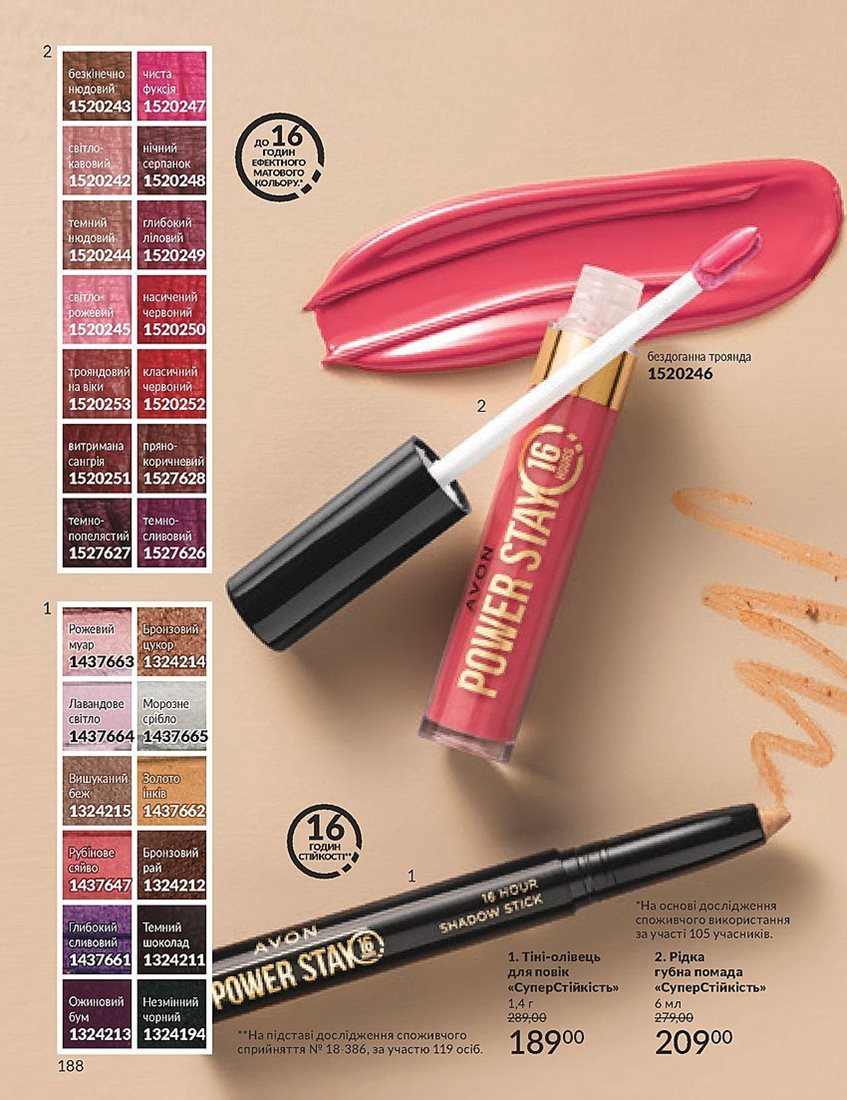 2
безкінечно
нюдовий
1520243
чиста
фуксія
1520247
світло-
кавовий
1520242
нічний
серпанок
1520248
темний
нюдовий
1520244
глибокий
ліловий
1520249
світло-
рожевий
1520245
насичений
червоний
1520250
трояндовий
на віки
1520253
класичний
червоний
1520252
витримана
сангрія
1520251
пряно-
коричневий
1527628
темно-
попелястий
1527627
темно-
сливовий
1527626
ДО 16
ГОДИН
ЕФЕКТНОГО
МАТОВОГО
КОЛЬОРУ.*
бездоганна троянда
1520246
2
AVON
POWER STAY 16
HOURS
1
Рожевий
муар
1437663
Бронзовий
цукор
1324214
Лавандове
світло
1437664
Морозне
срібло
1437665
Вишуканий
беж
1324215
Золото
інків
1437662
Рубінове
сяйво
1437647
Бронзовий
рай
1324212
Глибокий
сливовий
1437661
Темний
шоколад
1324211
Ожиновий
бум
1324213
Незмінний
чорний
1324194
16
ГОДИН
СТІЙКОСТІ**
1
AVON
POWER STAY 16
16 HOUR
SHADOW STICK
*На основі дослідження
споживчого використання
за участі 105 учасників.
1. Тіні-олівець
для повік
«СуперСтійкість»
1,4 г
289,00
18900
2. Рідка
губна помада
«СуперСтійкість»
6 мл
279,00
20900
**На підставі дослідження споживчого
сприйняття № 18-386, за участю 119 осіб.
188